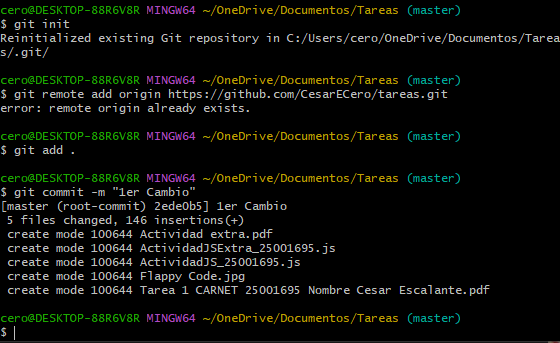 cero@DESKTOP-88R6V8R MINGW64 ~/OneDrive/Documentos/Tareas (master)
$ git init
Reinitialized existing Git repository in C:/Users/cero/OneDrive/Documentos/Tarea
s/.git/
cero@DESKTOP-88R6V8R MINGW64 ~/OneDrive/Documentos/Tareas (master)
$ git remote add origin https://github.com/CesarECero/tareas.git
error: remote origin already exists.
cero@DESKTOP-88R6V8R MINGW64 ~/OneDrive/Documentos/Tareas (master)
$ git add .
cero@DESKTOP-88R6V8R MINGW64 ~/OneDrive/Documentos/Tareas (master)
$ git commit -m "1er Cambio"
[master (root-commit) 2ede0b5] 1er Cambio
 5 files changed, 146 insertions(+)
 create mode 100644 Actividad extra.pdf
 create mode 100644 ActividadJSExtra_25001695.js
 create mode 100644 ActividadJS_25001695.js
 create mode 100644 Flappy Code.jpg
 create mode 100644 Tarea 1 CARNET 25001695 Nombre Cesar Escalante.pdf
cero@DESKTOP-88R6V8R MINGW64 ~/OneDrive/Documentos/Tareas (master)
$